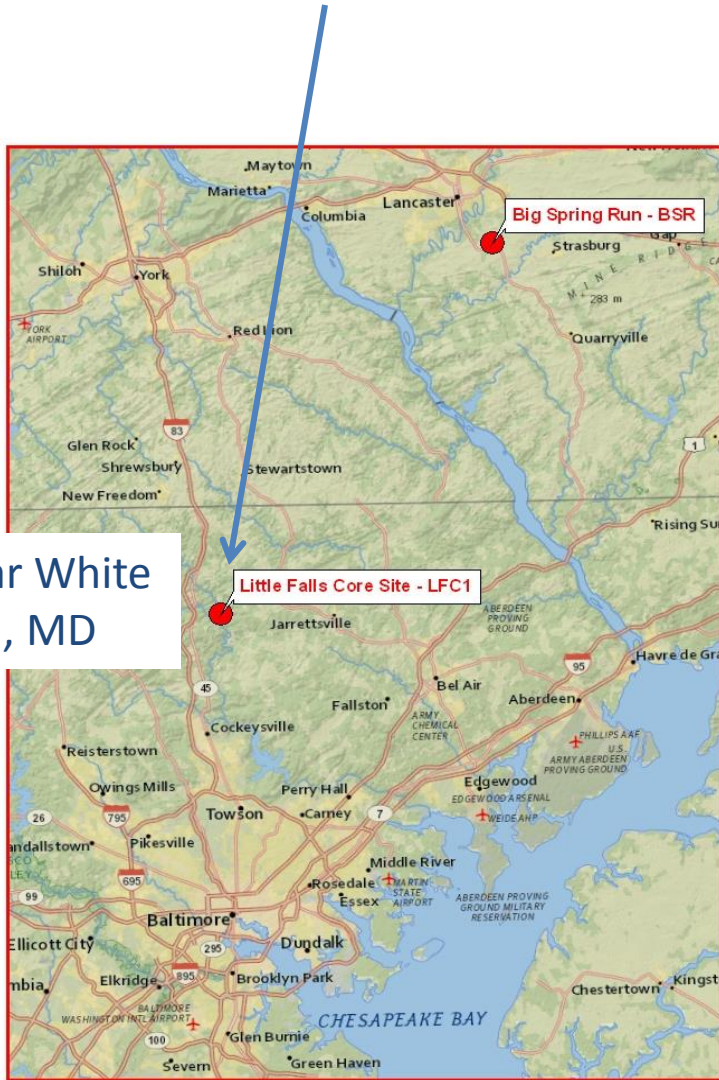 Maytown
Marietta
Lancaster
Columbia
Big Spring Run - BSR
Gap
Strasburg
Shiloh
York
MINE RIDGE
283 m
YORK
AIRPORT
Red Lion
Quarryville
83
Glen Rock
1
Shrewsbury
Stewartstown
New Freedom
Rising Su
ar White
, MD
Little Falls Core Site - LFC1
Jarrettsville
ABERDEEN
PROVING
GROUND
Havre de Gra
95
45
Bel Air
Fallston
Aberdeen
ARMY
CHEMICAL
CENTER
Cockeysville
PHILLIPS AAF
U.S.
ARMY ABERDEEN
PROVING GROUND
Reisterstown
Owings Mills
Perry Hall
Edgewood
EDGEWOOD ARSENAL
26
795
Towson
Carney
7
WEIDE AHP
andallstown
Pikesville
Middle River
695
Rosedale
MARTIN
STATE
AIRPORT
Essex
99
ABERDEEN PROVING
GROUND MILITARY
RESERVATION
Baltimore
Ellicott City
295
Dundalk
mbia
Elkridge
895
Brooklyn Park
Chestertown
Kingst
BALTIMORE
WASHINGTON INTL AIRPORT
CHESAPEAKE BAY
100
Glen Burnie
Severn
Green Haven